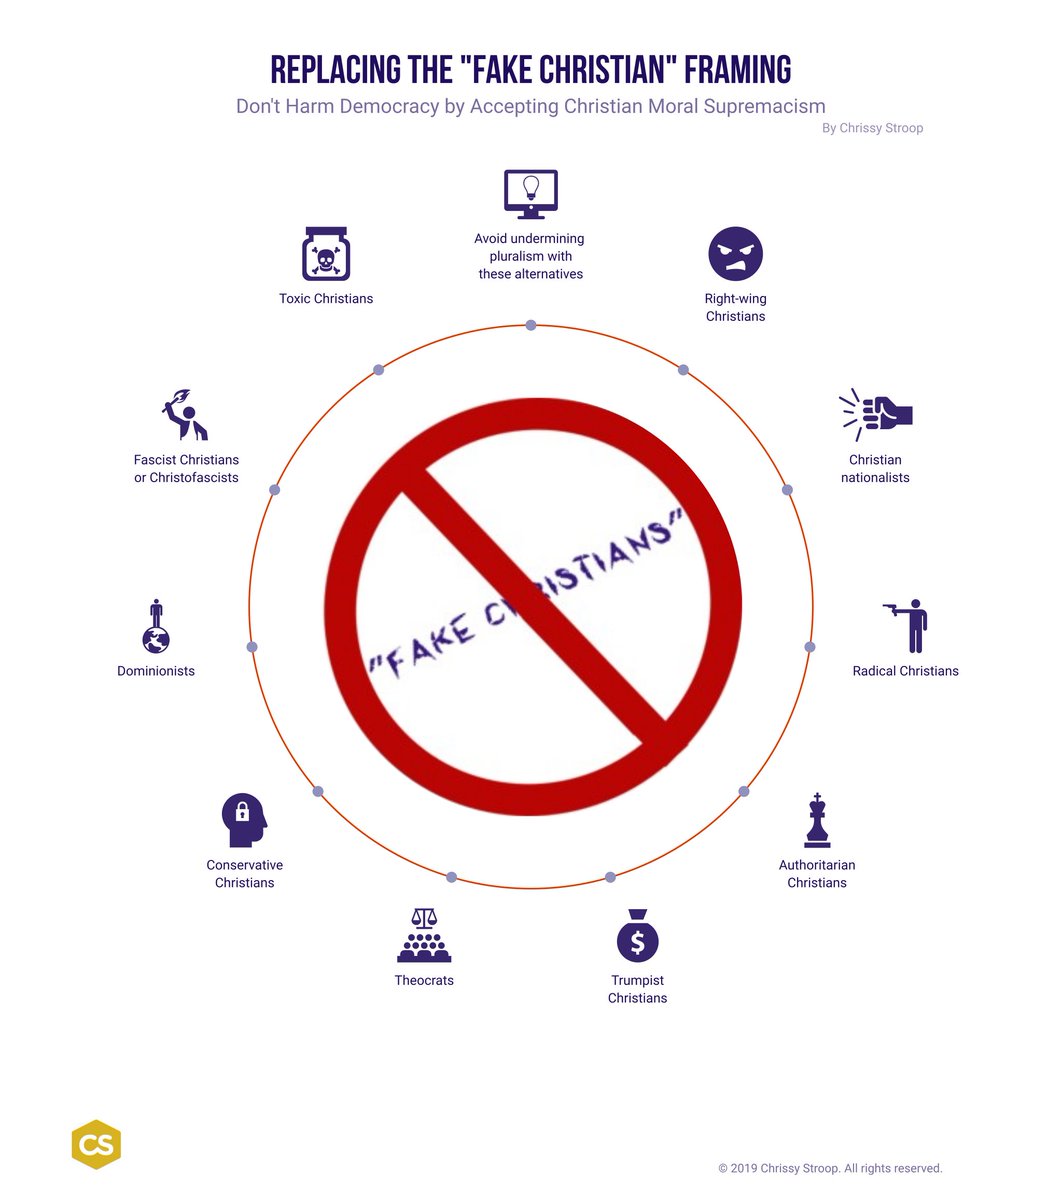 REPLACING THE "FAKE CHRISTIAN" FRAMING
Don't Harm Democracy by Accepting Christian Moral Supremacism
By Chrissy Stroop
Avoid undermining
pluralism with
these alternatives
Right-wing
Christians
Christian
nationalists
Radical Christians
Authoritarian
Christians
Trumpist
Christians
Theocrats
Conservative
Christians
Dominionists
Fascist Christians
or Christofascists
Toxic Christians
"FAKE CHRISTIANS"
$
CS
© 2019 Chrissy Stroop. All rights reserved.